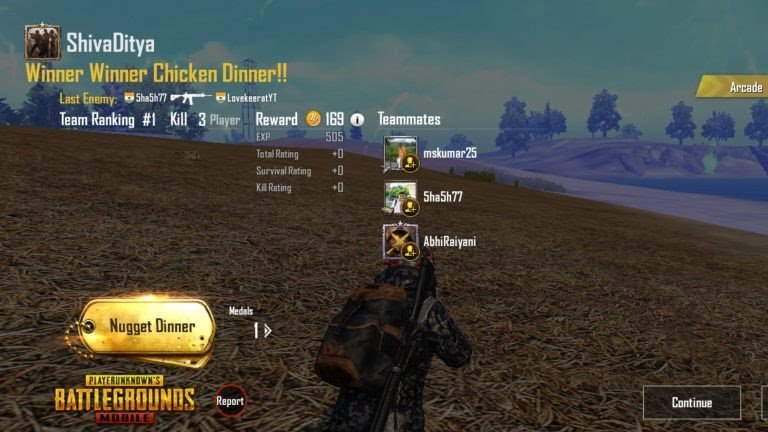 ShivaDitya
Winner Winner Chicken Dinner!!
Arcade
Last Enemy: 5ha5h77 LovekeeratYT
Team Ranking #1 Kill 3 Player Reward 169 i Teammates
EXP 505
Total Rating +0
Survival Rating +0
Kill Rating +0
mskumar25
5ha5h77
AbhiRaiyani
Nugget Dinner
Medals
1
PLAYERUNKNOWN'S
BATTLEGROUNDS
MOBILE
Report
Continue